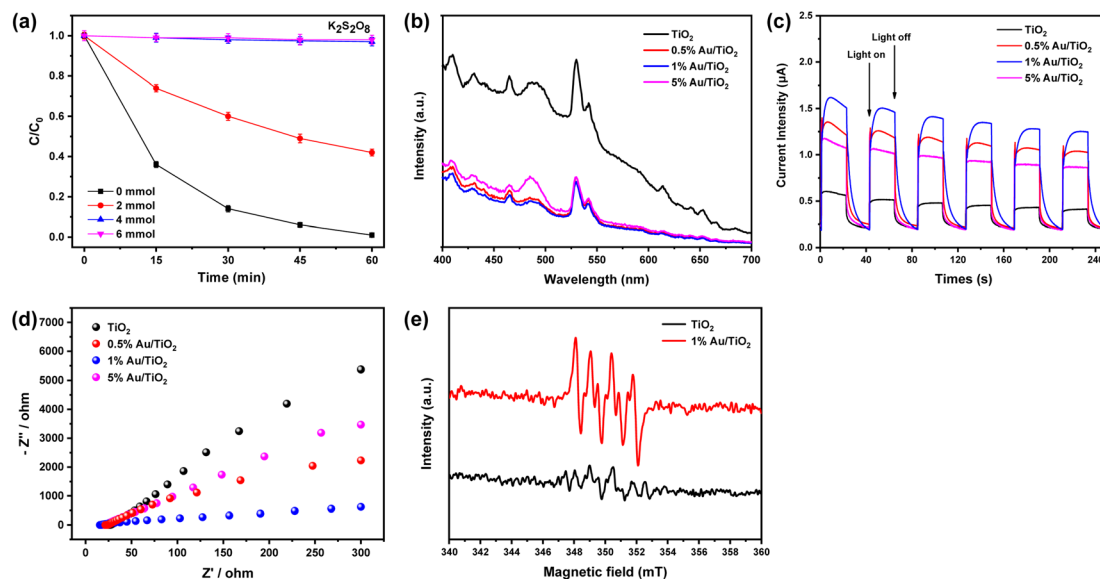 (a)
K2S2O8
C/C0
1.0
0.8
0.6
0.4
0.2
0.0
0 mmol
2 mmol
4 mmol
6 mmol
0 15 30 45 60
Time (min)
(b)
Intensity (a.u.)
TiO2
0.5% Au/TiO2
1% Au/TiO2
5% Au/TiO2
400 450 500 550 600 650 700
Wavelength (nm)
(c)
Current Intensity (μA)
2.5
2.0
1.5
1.0
0.5
0.0
Light off
Light on
TiO2
0.5% Au/TiO2
1% Au/TiO2
5% Au/TiO2
0 40 80 120 160 200 240
Times (s)
(d)
- Z'' / ohm
7000
6000
5000
4000
3000
2000
1000
0
TiO2
0.5% Au/TiO2
1% Au/TiO2
5% Au/TiO2
0 50 100 150 200 250 300 350
Z' / ohm
(e)
Intensity (a.u.)
TiO2
1% Au/TiO2
340 342 344 346 348 350 352 354 356 358 360
Magnetic field (mT)